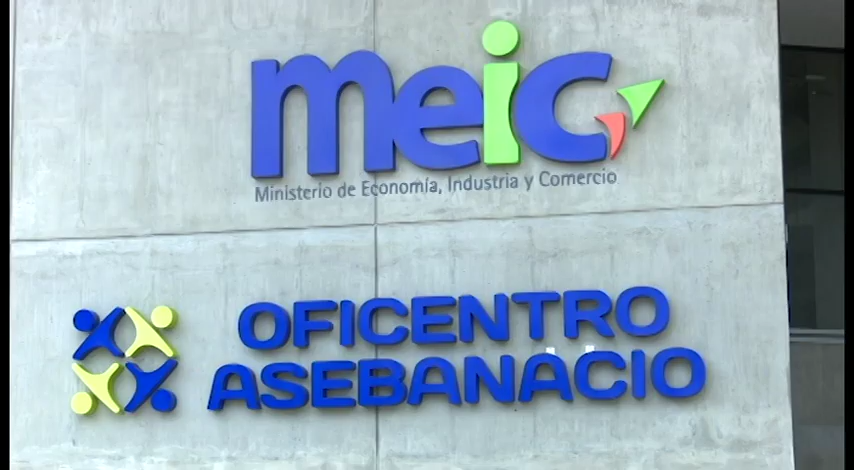 meic
Ministerio de Economía, Industria y Comercio
OFICENTRO
ASEBANACIO